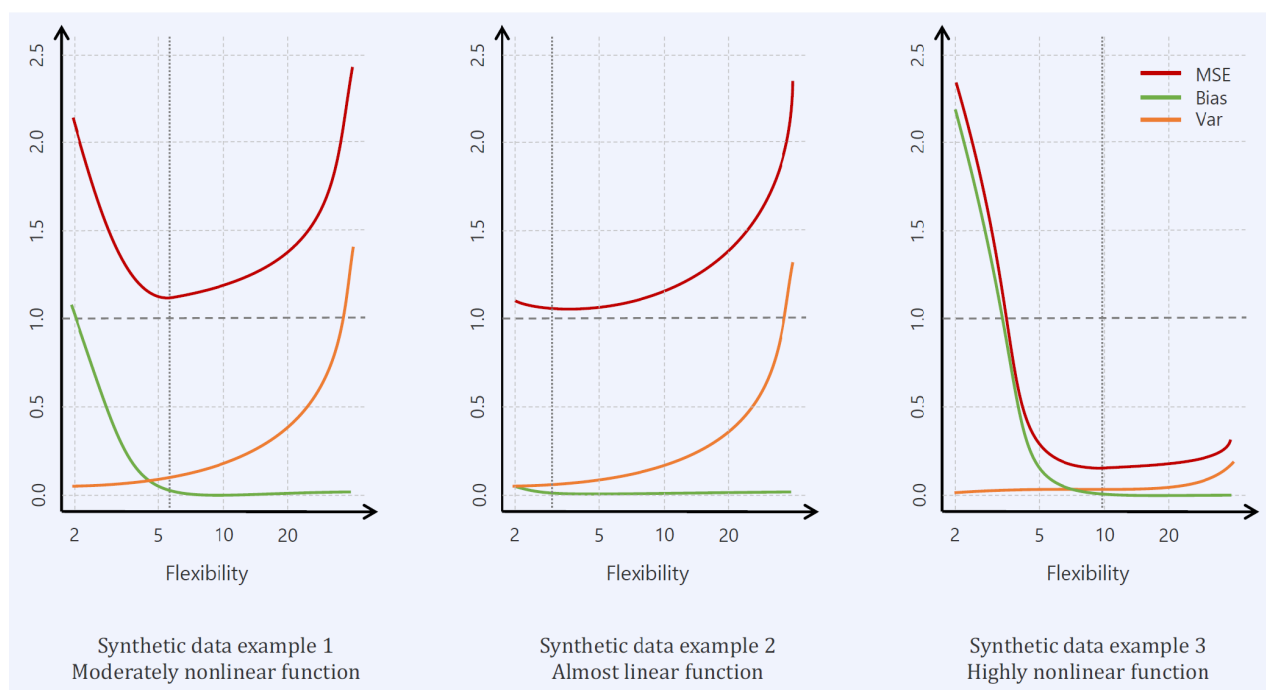 2.5
2.0
1.5
1.0
0.5
0.0
2 5 10 20
Flexibility
Synthetic data example 1
Moderately nonlinear function
2.5
2.0
1.5
1.0
0.5
0.0
2 5 10 20
Flexibility
Synthetic data example 2
Almost linear function
MSE
Bias
Var
2.5
2.0
1.5
1.0
0.5
0.0
2 5 10 20
Flexibility
Synthetic data example 3
Highly nonlinear function